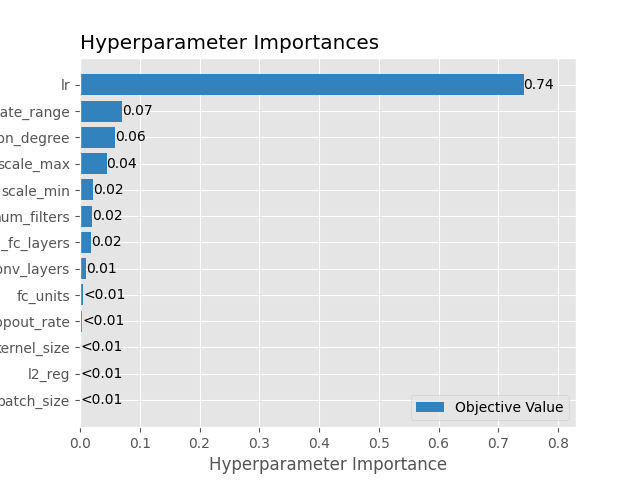 Hyperparameter Importances
lr
0.74
ate_range
0.07
on_degree
0.06
scale_max
0.04
scale_min
0.02
um_filters
0.02
_fc_layers
0.02
nv_layers
0.01
fc_units
<0.01
pout_rate
<0.01
ernel_size
<0.01
l2_reg
<0.01
batch_size
<0.01
Objective Value
0.0 0.1 0.2 0.3 0.4 0.5 0.6 0.7 0.8
Hyperparameter Importance